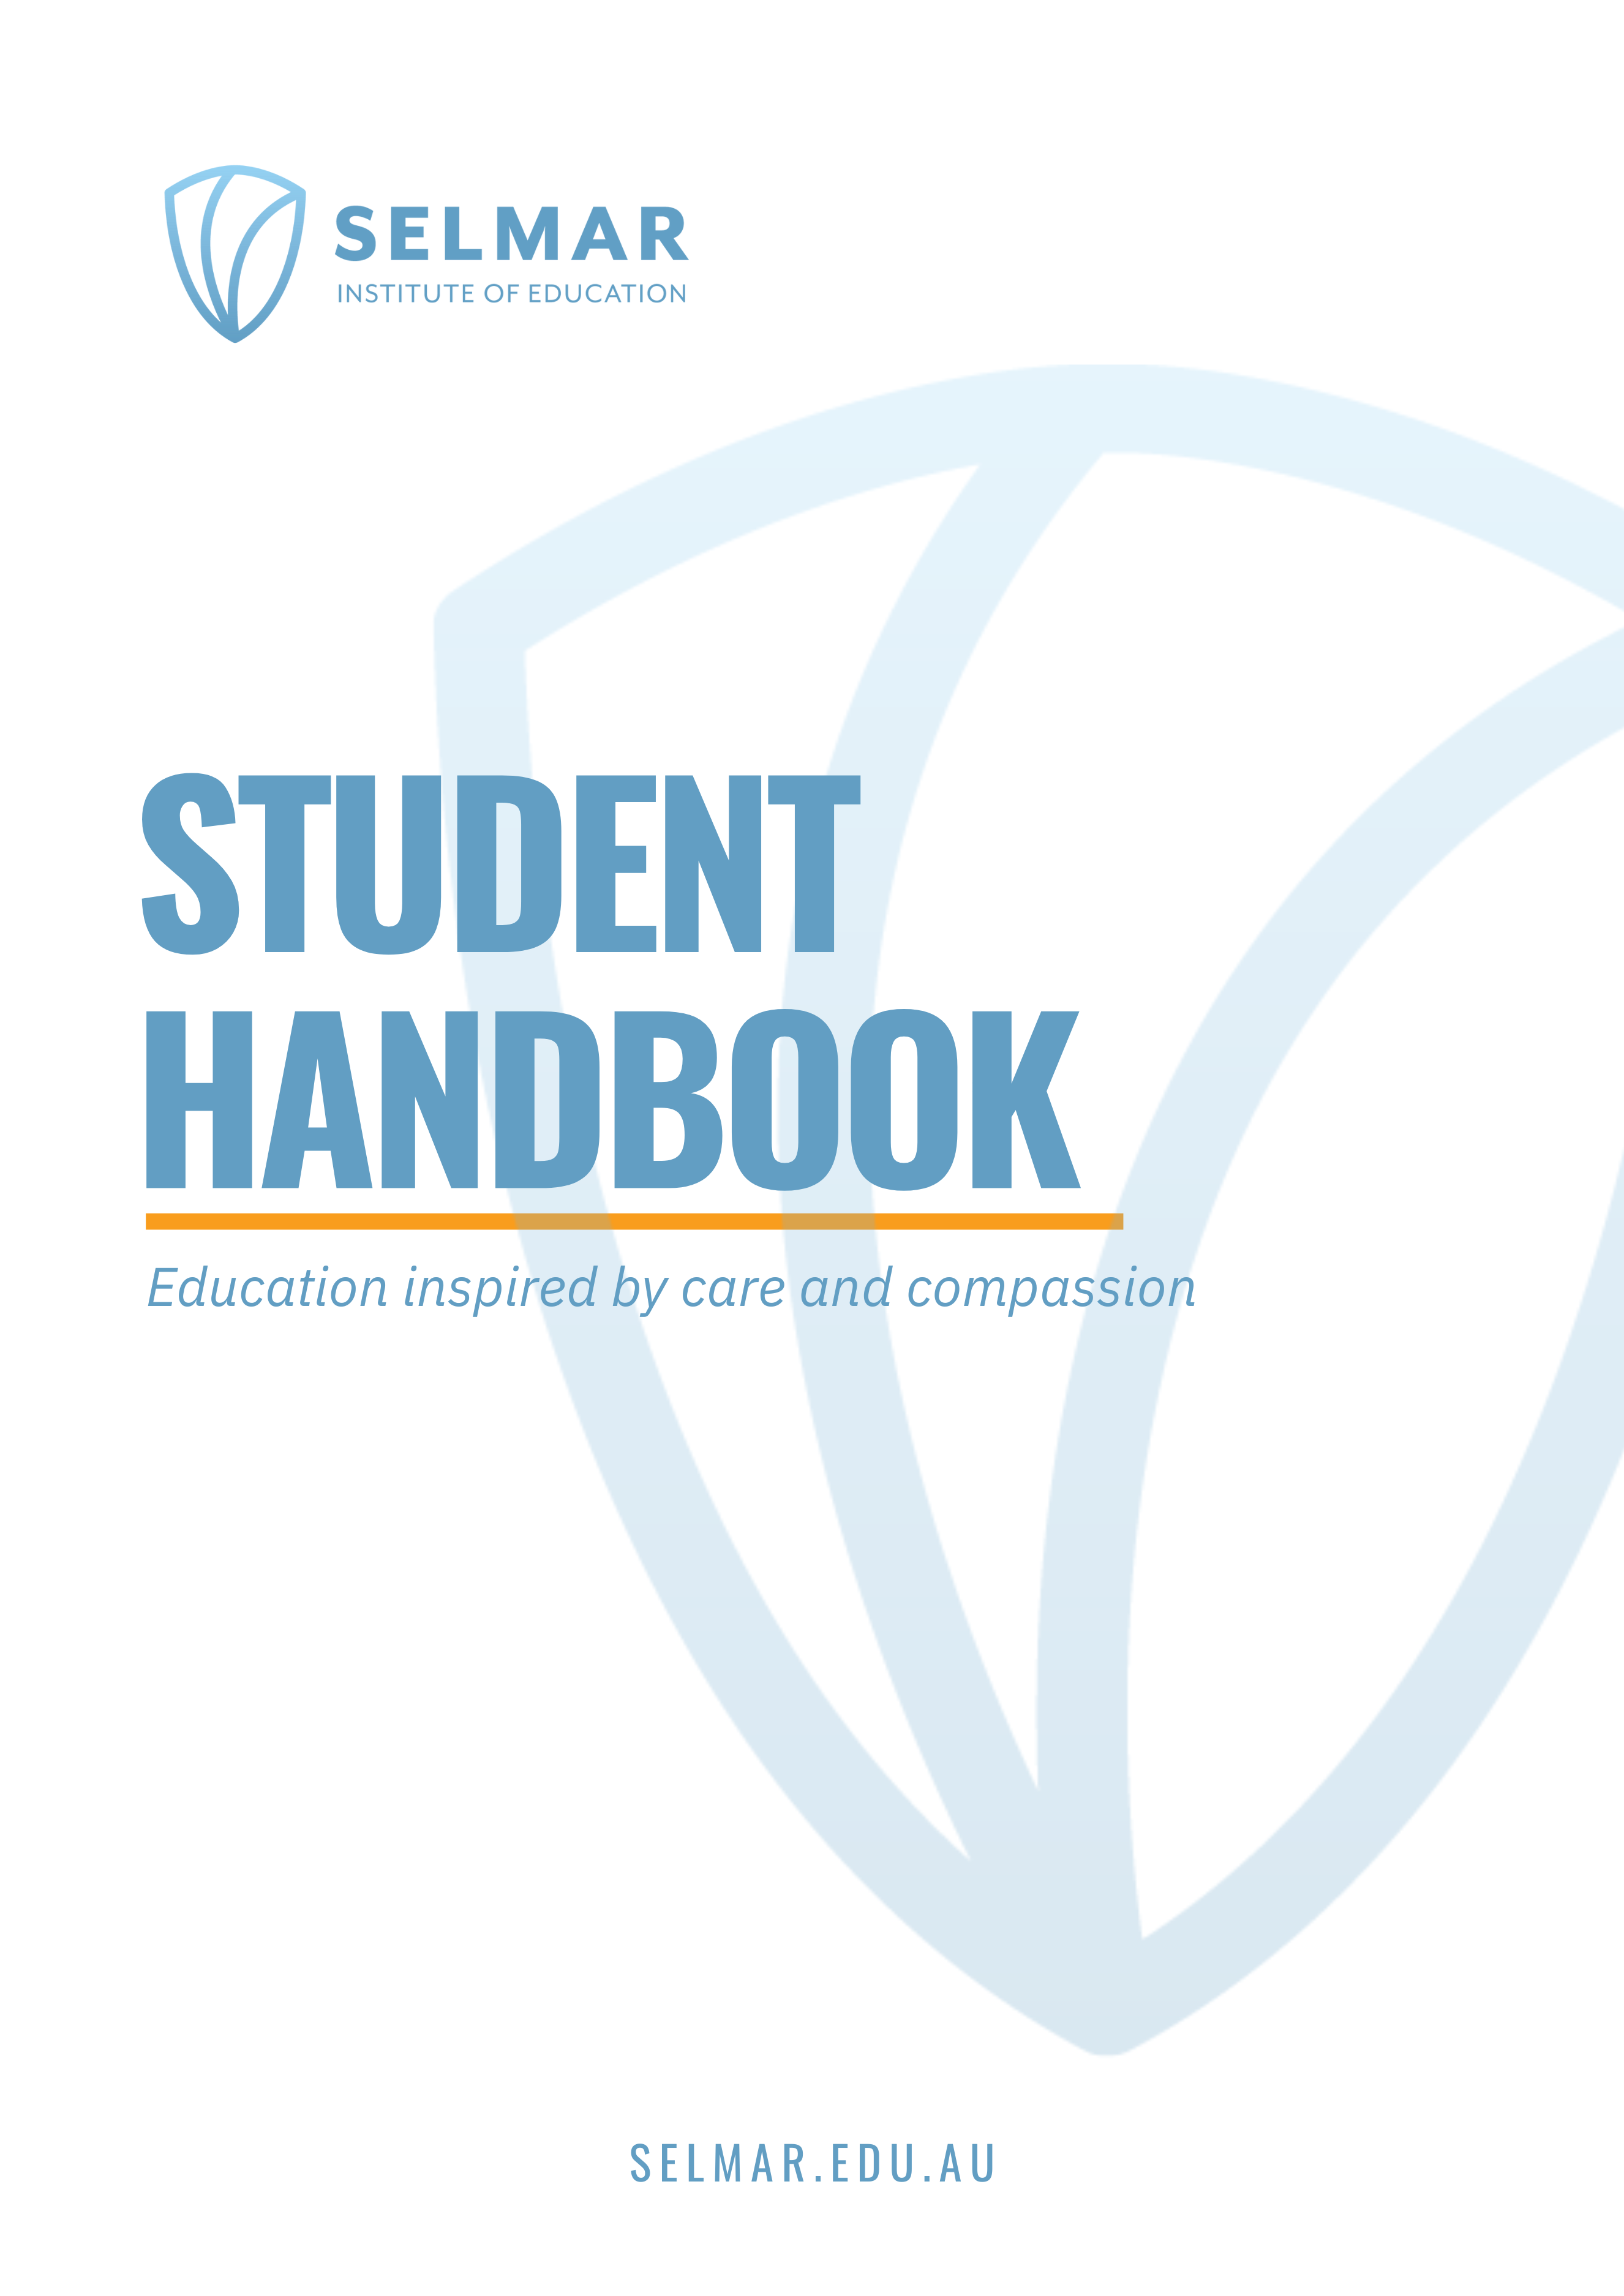 SELMAR
INSTITUTE OF EDUCATION
STUDENT
HANDBOOK
Education inspired by care and compassion
SELMAR.EDU.AU